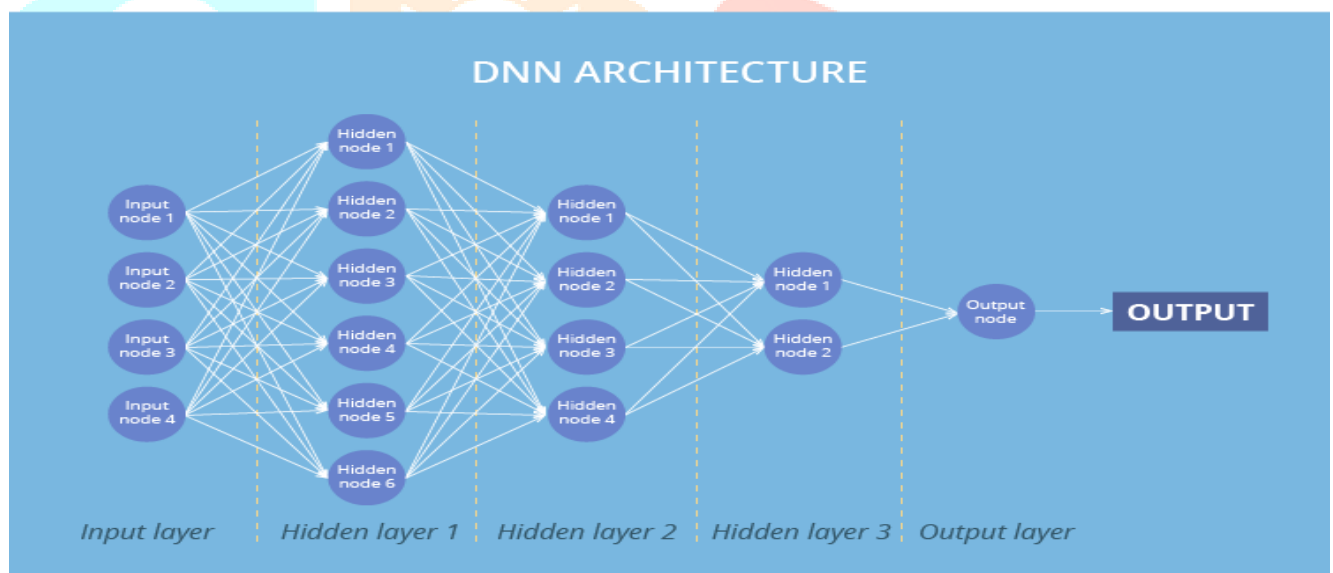 DNN ARCHITECTURE
Input
node 1
Input
node 2
Input
node 3
Input
node 4
Hidden
node 1
Hidden
node 2
Hidden
node 3
Hidden
node 4
Hidden
node 5
Hidden
node 6
Hidden
node 1
Hidden
node 2
Hidden
node 3
Hidden
node 4
Hidden
node 1
Hidden
node 2
Output
node
OUTPUT
Input layer
Hidden layer 1
Hidden layer 2
Hidden layer 3
Output layer